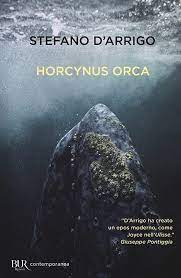 STEFANO D'ARRIGO
HORCYNUS ORCA
"D'Arrigo ha creato
un epos moderno, come
Joyce nell'Ulisse."
Giuseppe Pontiggia
BUR
contemporanea